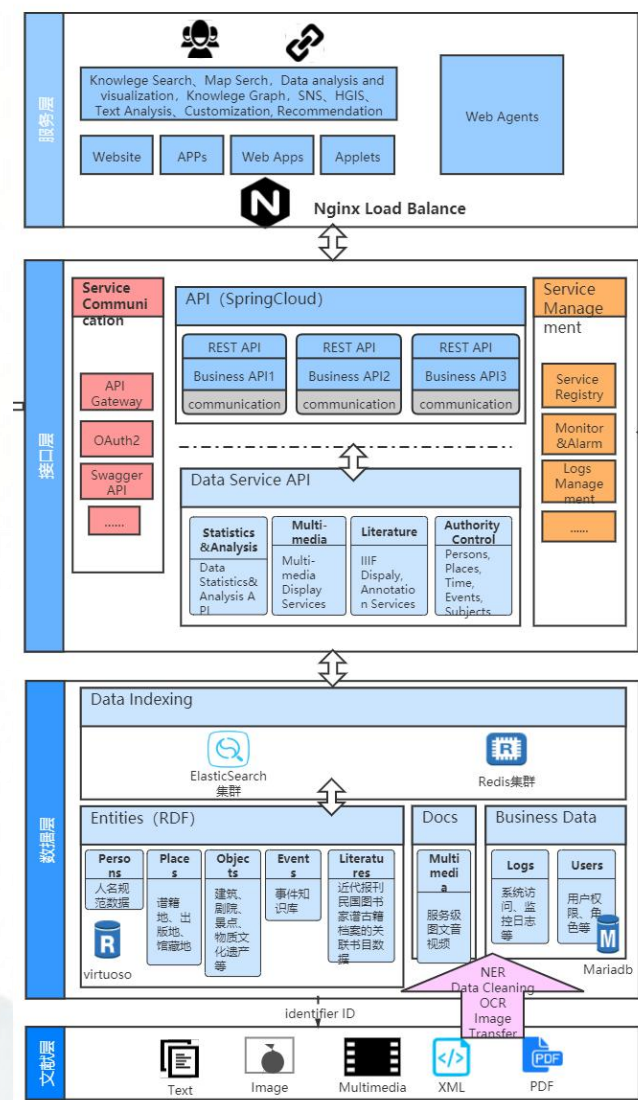 服务层
Knowlege Search、Map Serch, Data analysis and
visualization, Knowlege Graph, SNS、HGIS、
Text Analysis、Customization, Recommendation
Web Agents
Website
APPs
Web Apps
Applets
N
Nginx Load Balance
接口层
Service
Communi
cation
API
Gateway
OAuth2
Swagger
API
......
API（SpringCloud）
REST API
Business API1
communication
REST API
Business API2
communication
REST API
Business API3
communication
Service
Manage
ment
Service
Registry
Monitor
&Alarm
Logs
Manage
ment
......
Data Service API
Statistics
&Analysis
Data
Statistics&
Analysis A
PI
Multi-
media
Multi-
media
Display
Services
Literature
IIIF
Dispaly,
Annotatio
n Services
Authority
Control
Persons,
Places,
Time,
Events,
Subjects
数据层
Data Indexing
ElasticSearch
集群
R
Redis集群
Entities（RDF）
Perso
ns
人名规
范数据
R
virtuoso
Place
s
谱籍
地、出
版地、
馆藏地
Objec
ts
建筑、
剧院、
景点、
物质文
化遗产
等
Event
s
事件知
识库
Literatu
res
近代报刊
民国图书
家谱古籍
档案的关
联书目数
据
Docs
Multi
medi
a
服务级
图文音
视频
Business Data
Logs
系统访
问、监
控日志
等
Users
用户权
限、角
色等
M
Mariadb
NER
Data Cleaning
OCR
Image
Transfer
identifier ID
文献层
Text
Image
Multimedia
</>
XML
PDF
PDF